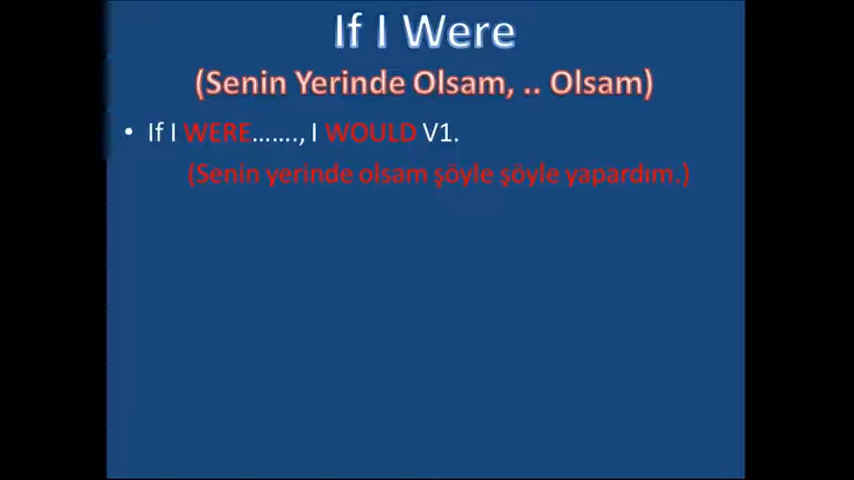 If I Were
(Senin Yerinde Olsam, .. Olsam)
• If I WERE......., I WOULD V1.
(Senin yerinde olsam şöyle şöyle yapardım.)